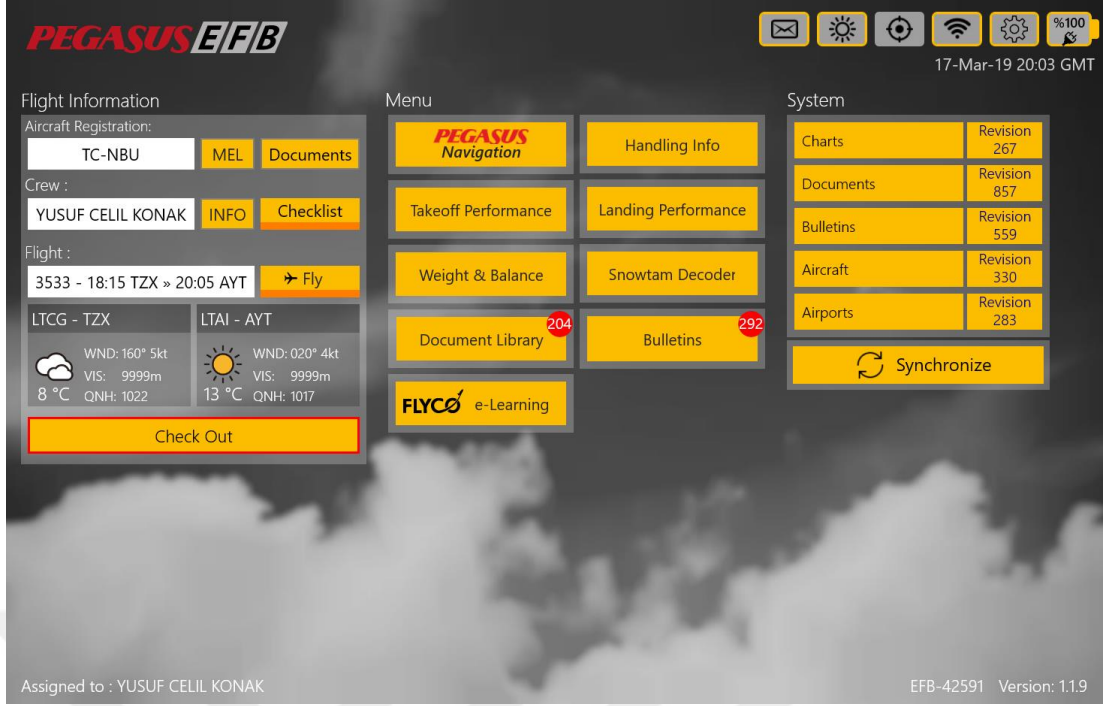 PEGASUS EFB
%100
17-Mar-19 20:03 GMT
Flight Information
Aircraft Registration:
TC-NBU MEL Documents
Crew :
YUSUF CELIL KONAK INFO Checklist
Flight :
3533 - 18:15 TZX » 20:05 AYT Fly
LTCG - TZX
WND: 160° 5kt
VIS: 9999m
8 °C QNH: 1022
LTAI - AYT
WND: 020° 4kt
VIS: 9999m
13 °C QNH: 1017
Check Out
Menu
PEGASUS
Navigation
Handling Info
Takeoff Performance
Landing Performance
Weight & Balance
Snowtam Decoder
Document Library 204
Bulletins 292
FLYCO e-Learning
System
Charts
Revision
267
Documents
Revision
857
Bulletins
Revision
559
Aircraft
Revision
330
Airports
Revision
283
Synchronize
Assigned to : YUSUF CELIL KONAK
EFB-42591 Version: 1.1.9